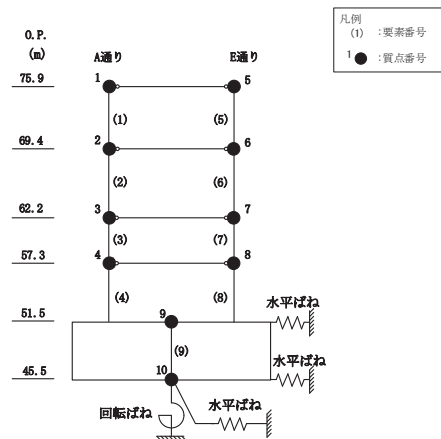 凡例
(1) :要素番号
1 :質点番号
O.P.
(m)
A通り
E通り
75.9
1
5
(1)
(5)
69.4
2
6
(2)
(6)
62.2
3
7
(3)
(7)
57.3
4
8
(4)
(8)
水平ばね
51.5
9
(9)
水平ばね
45.5
10
回転ばね
水平ばね